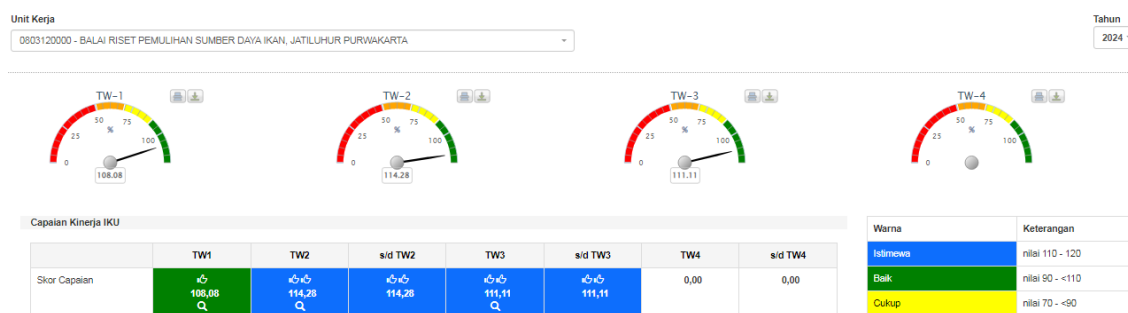 Unit Kerja
Tahun
0803120000 - BALAI RISET PEMULIHAN SUMBER DAYA IKAN, JATILUHUR PURWAKARTA
2024
TW-1
0
25
50
75
100
%
108.08
TW-2
0
25
50
75
100
%
114.28
TW-3
0
25
50
75
100
%
111.11
TW-4
0
25
50
75
100
%
Capaian Kinerja IKU
TW1 TW2 s/d TW2 TW3 s/d TW3 TW4 s/d TW4
Skor Capaian 108,08 114,28 114,28 111,11 111,11 0,00 0,00
Warna Keterangan
Istimewa nilai 110 - 120
Baik nilai 90 - <110
Cukup nilai 70 - <90